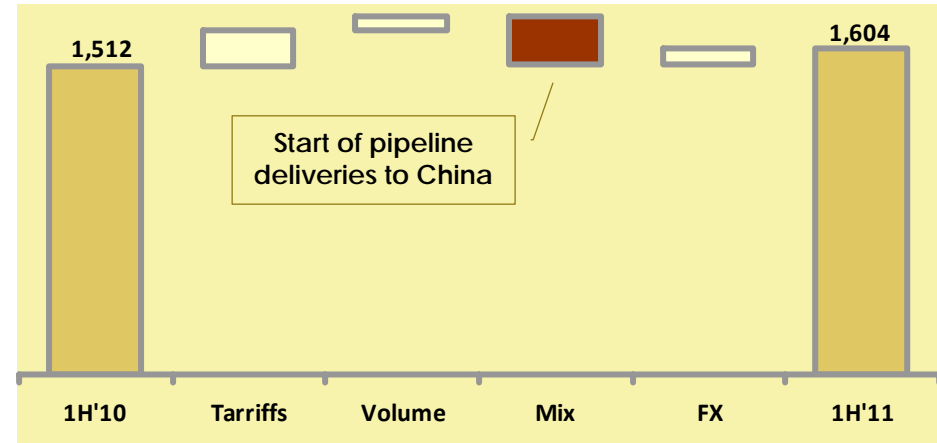 1,512
1,604
Start of pipeline
deliveries to China
1H'10
Tarriffs
Volume
Mix
FX
1H'11